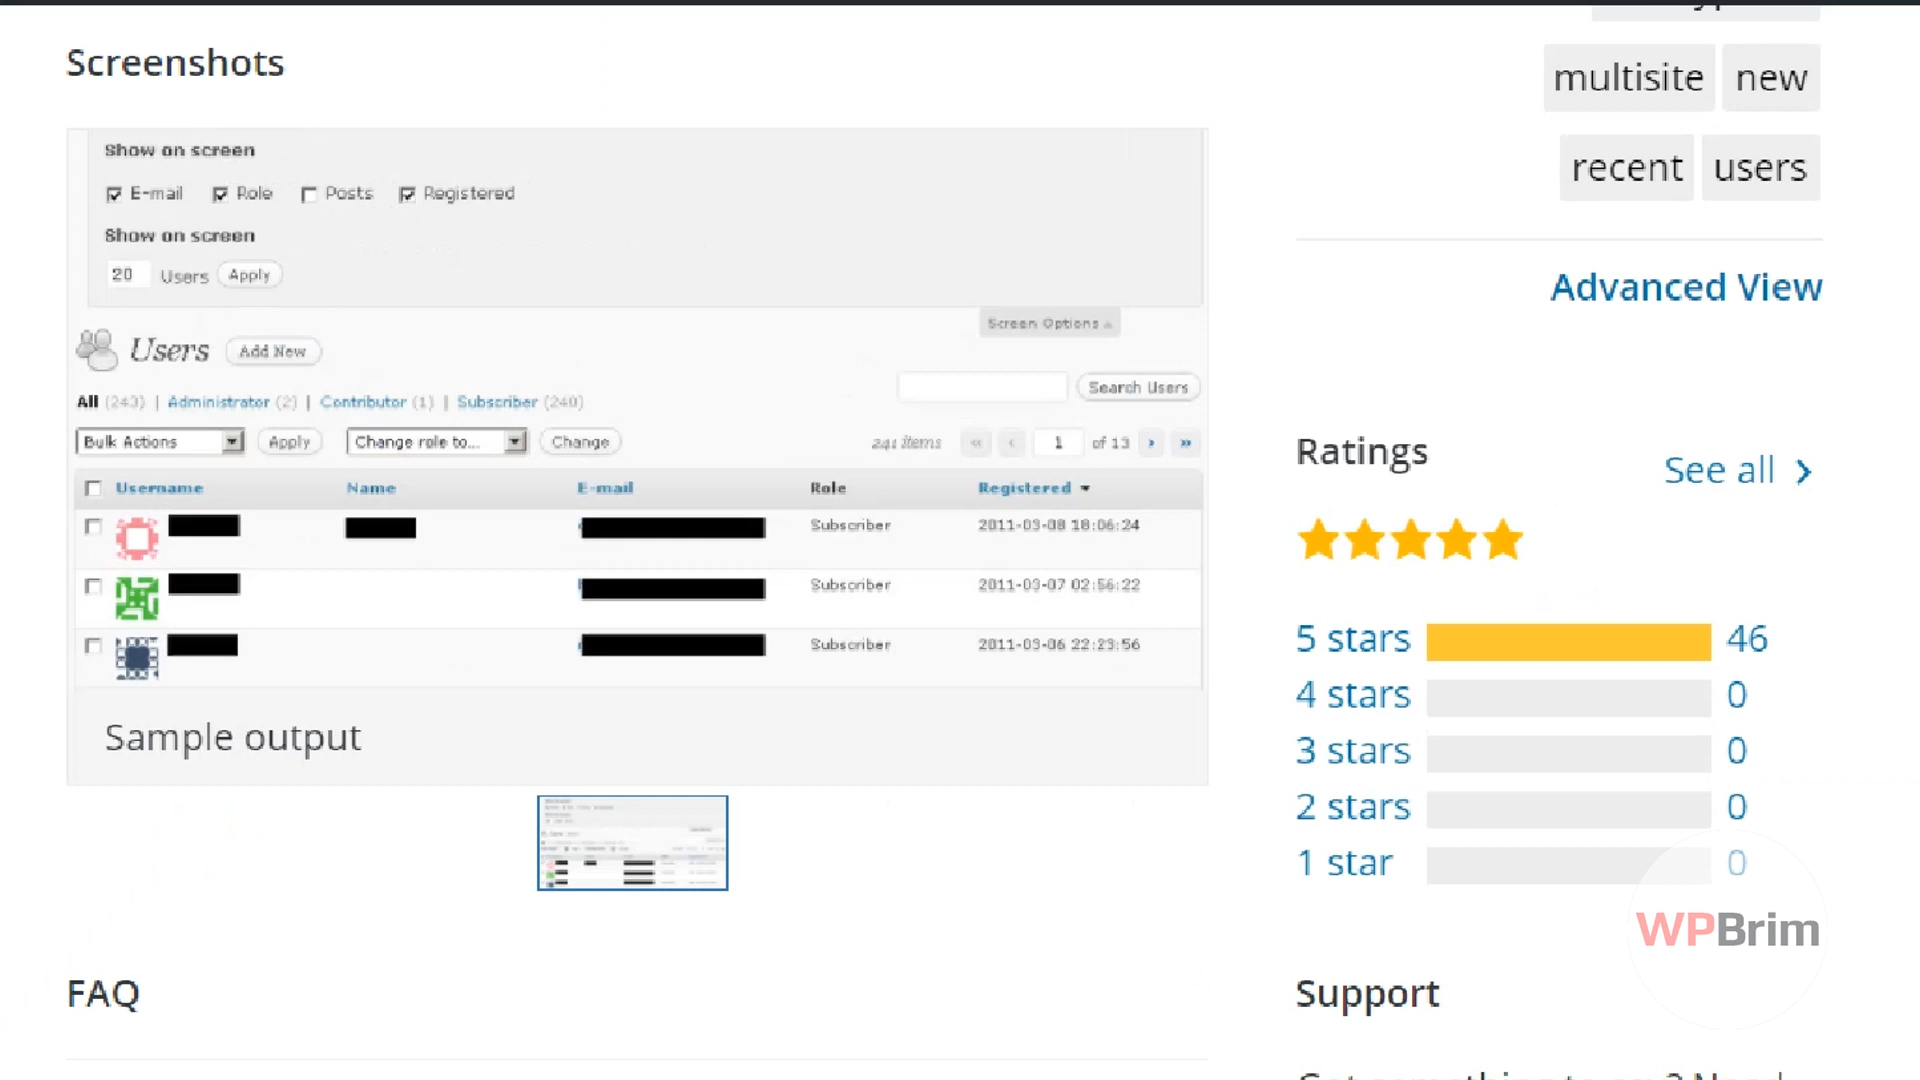 Screenshots
Show on screen
E-mail Role Posts Registered
Show on screen
20 Users Apply
Screen Options
Users Add New
Search Users
All (243) | Administrator (2) | Contributor (1) | Subscriber (240)
Bulk Actions Apply Change role to... Change 241 items « ‹ 1 of 13 › »
Username Name E-mail Role Registered
Subscriber 2011-03-08 18:06:24
Subscriber 2011-03-07 02:56:22
Subscriber 2011-03-06 22:23:56
Sample output
FAQ
multisite new
recent users
Advanced View
Ratings
See all
5 stars 46
4 stars 0
3 stars 0
2 stars 0
1 star 0
WPBrim
Support